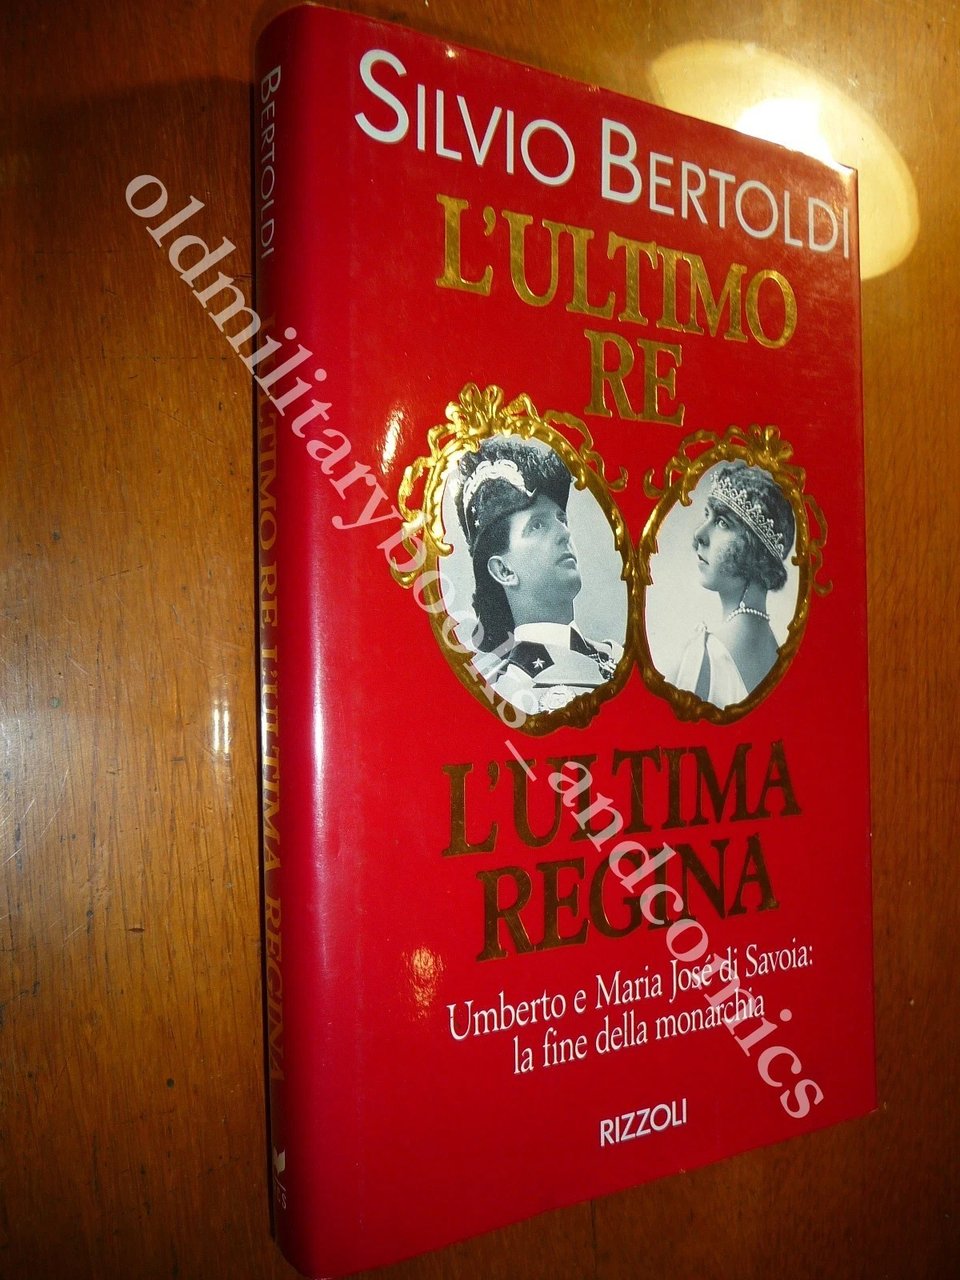 SILVIO BERTOLDI
L'ULTIMO
RE
L'ULTIMA
REGINA
Umberto e Maria José di Savoia:
la fine della monarchia
RIZZOLI
BERTOLDI
L'ULTIMO RE L'ULTIMA REGINA
oldmilitarybooks_andcomics